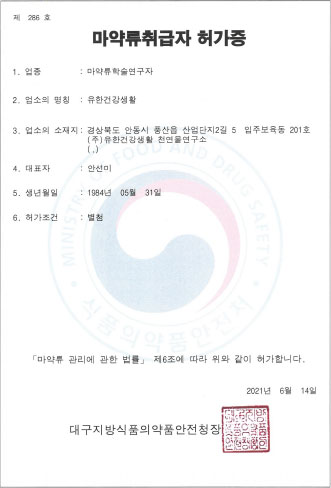 제 286 호
마약류취급자 허가증
1. 업종 : 마약류학술연구자
2. 업소의 명칭 : 유한건강생활
3. 업소의 소재지 : 경상북도 안동시 풍산읍 산업단지2길 5 입주보육동 201호
(주)유한건강생활 천연물연구소
(,)
4. 대표자 : 안선미
5. 생년월일 : 1984년 05월 31일
6. 허가조건 : 별첨
MINISTRY OF FOOD AND DRUG SAFETY
식품의약품안전처
「마약류 관리에 관한 법률」 제6조에 따라 위와 같이 허가합니다.
2021년 6월 14일
대구지방식품의약품안전청장